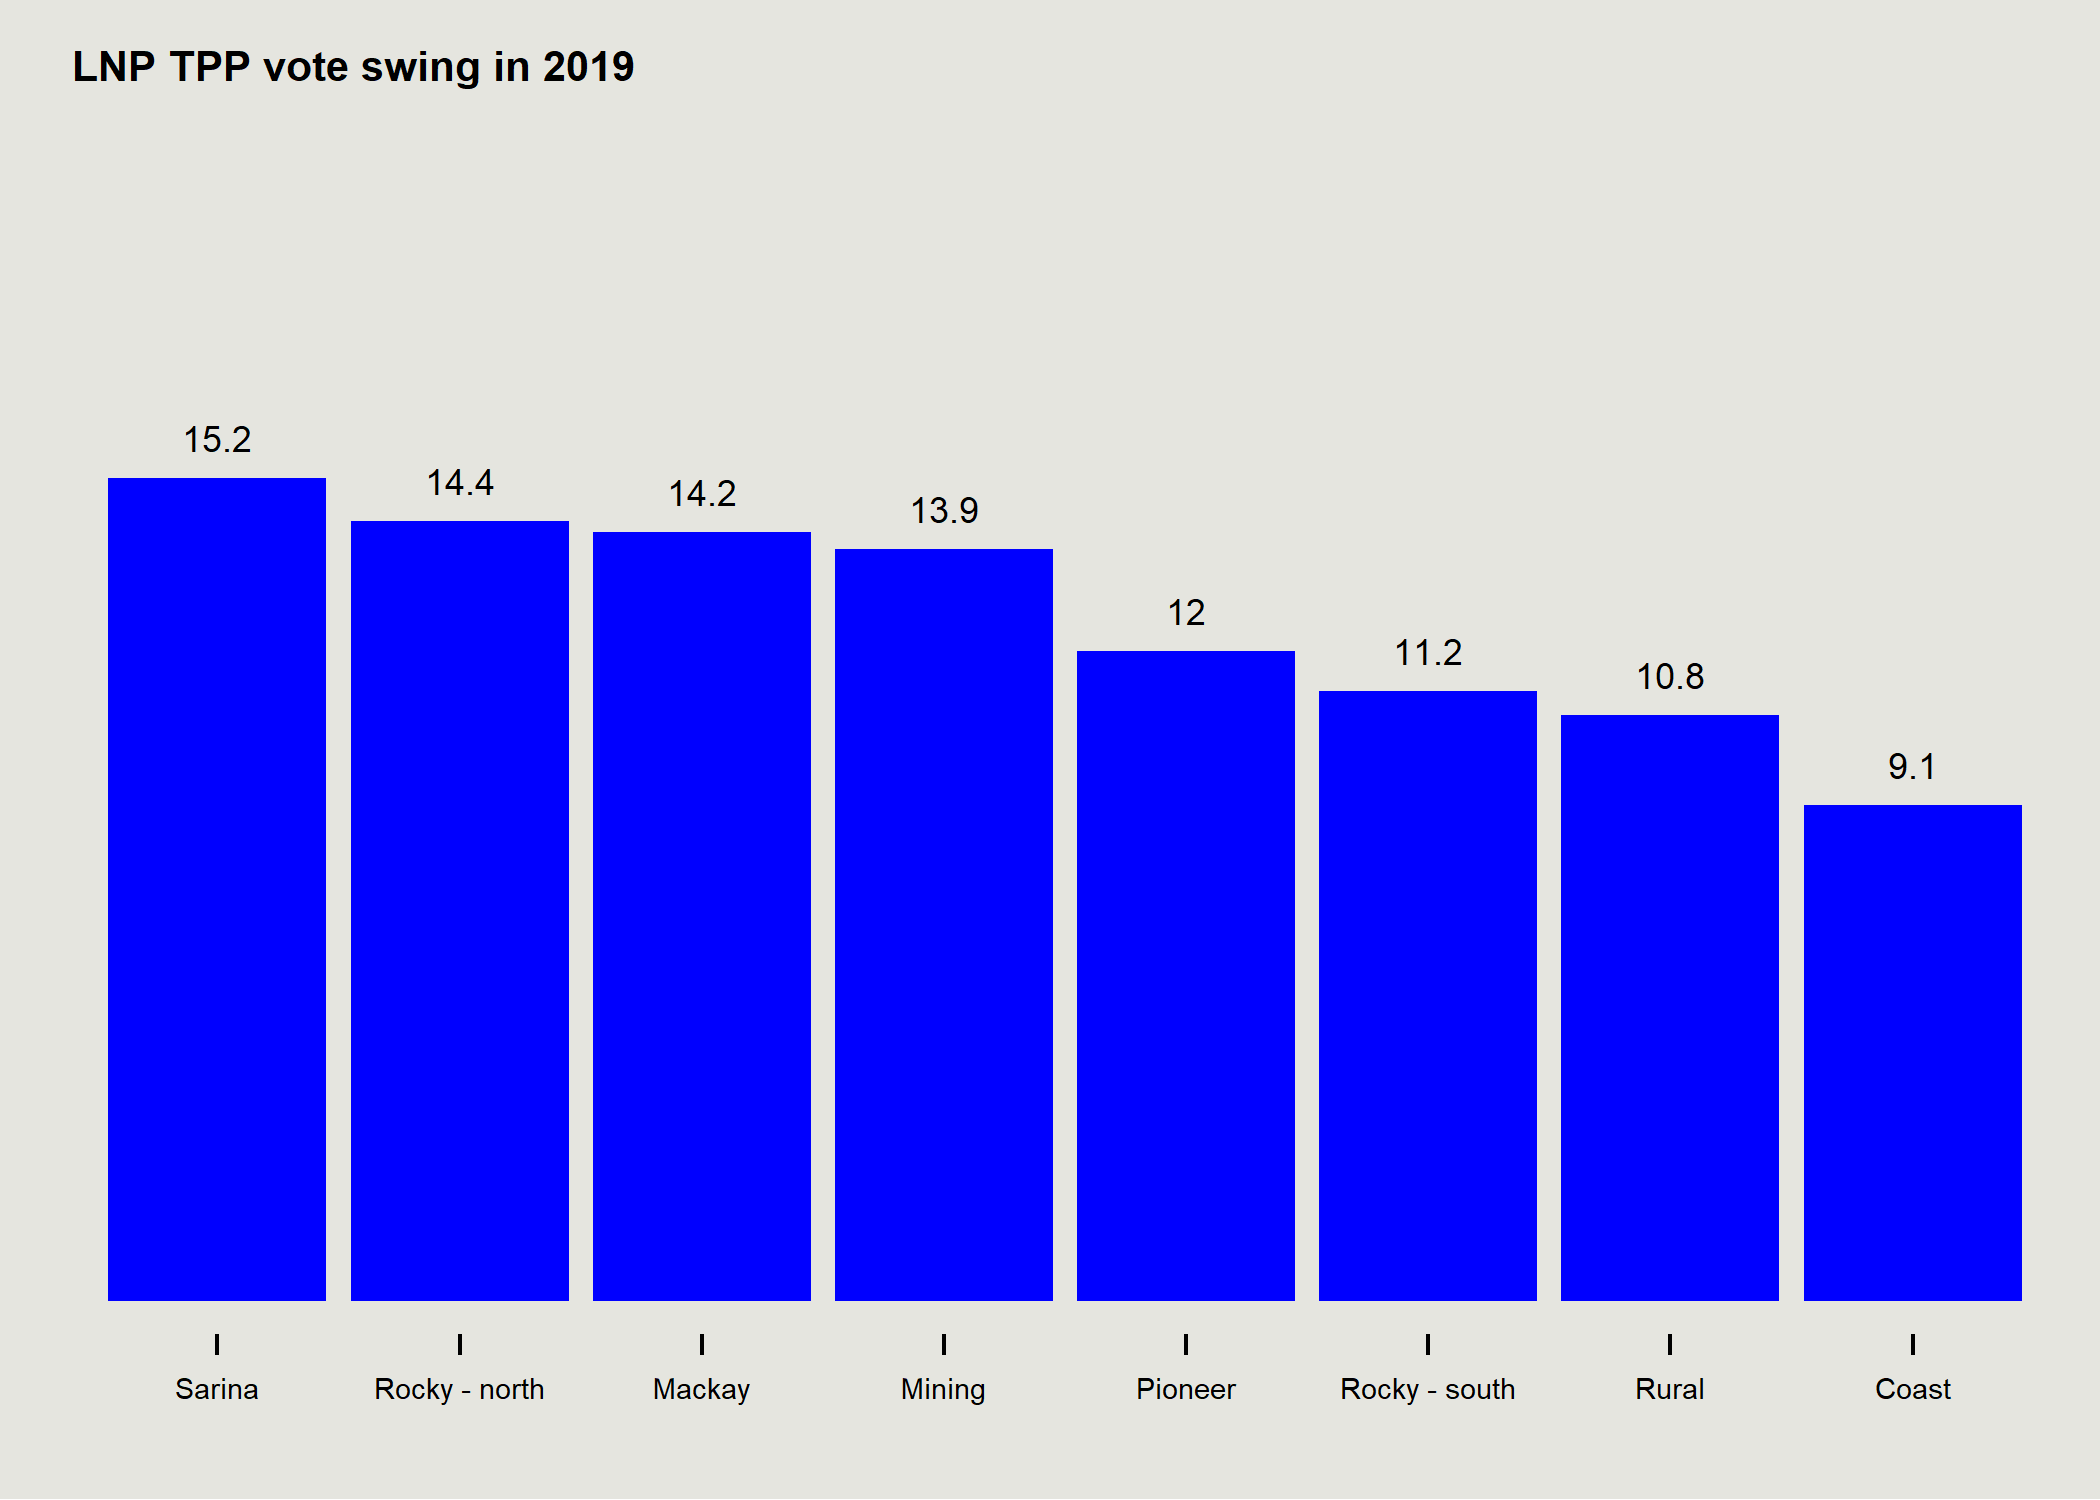 LNP TPP vote swing in 2019
15.2
14.4
14.2
13.9
12
11.2
10.8
9.1
Sarina
Rocky - north
Mackay
Mining
Pioneer
Rocky - south
Rural
Coast